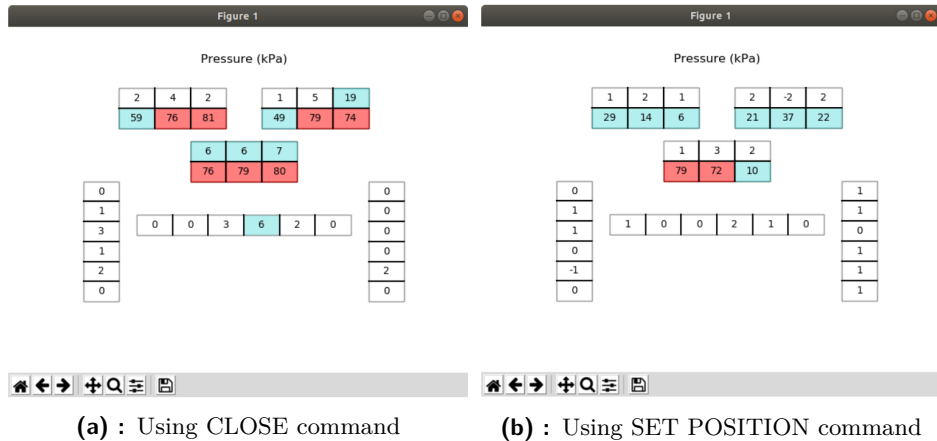 Figure 1
Pressure (kPa)
2 4 2 1 5 19
59 76 81 49 79 74
6 6 7
76 79 80
0 0
1 0
3 0
0 0 3 6 2 0
1 0
2 2
0 0
(a) : Using CLOSE command
Figure 1
Pressure (kPa)
1 2 1 2 -2 2
29 14 6 21 37 22
1 3 2
79 72 10
0 1
1 1
1 0
1 0 0 2 1 0
0 1
-1 1
0 1
(b) : Using SET POSITION command